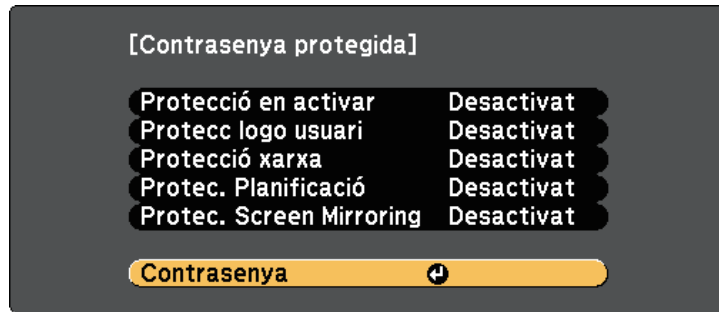 [Contrasenya protegida]
Protecció en activar Desactivat
Protecc logo usuari Desactivat
Protecció xarxa Desactivat
Protec. Planificació Desactivat
Protec. Screen Mirroring Desactivat
Contrasenya